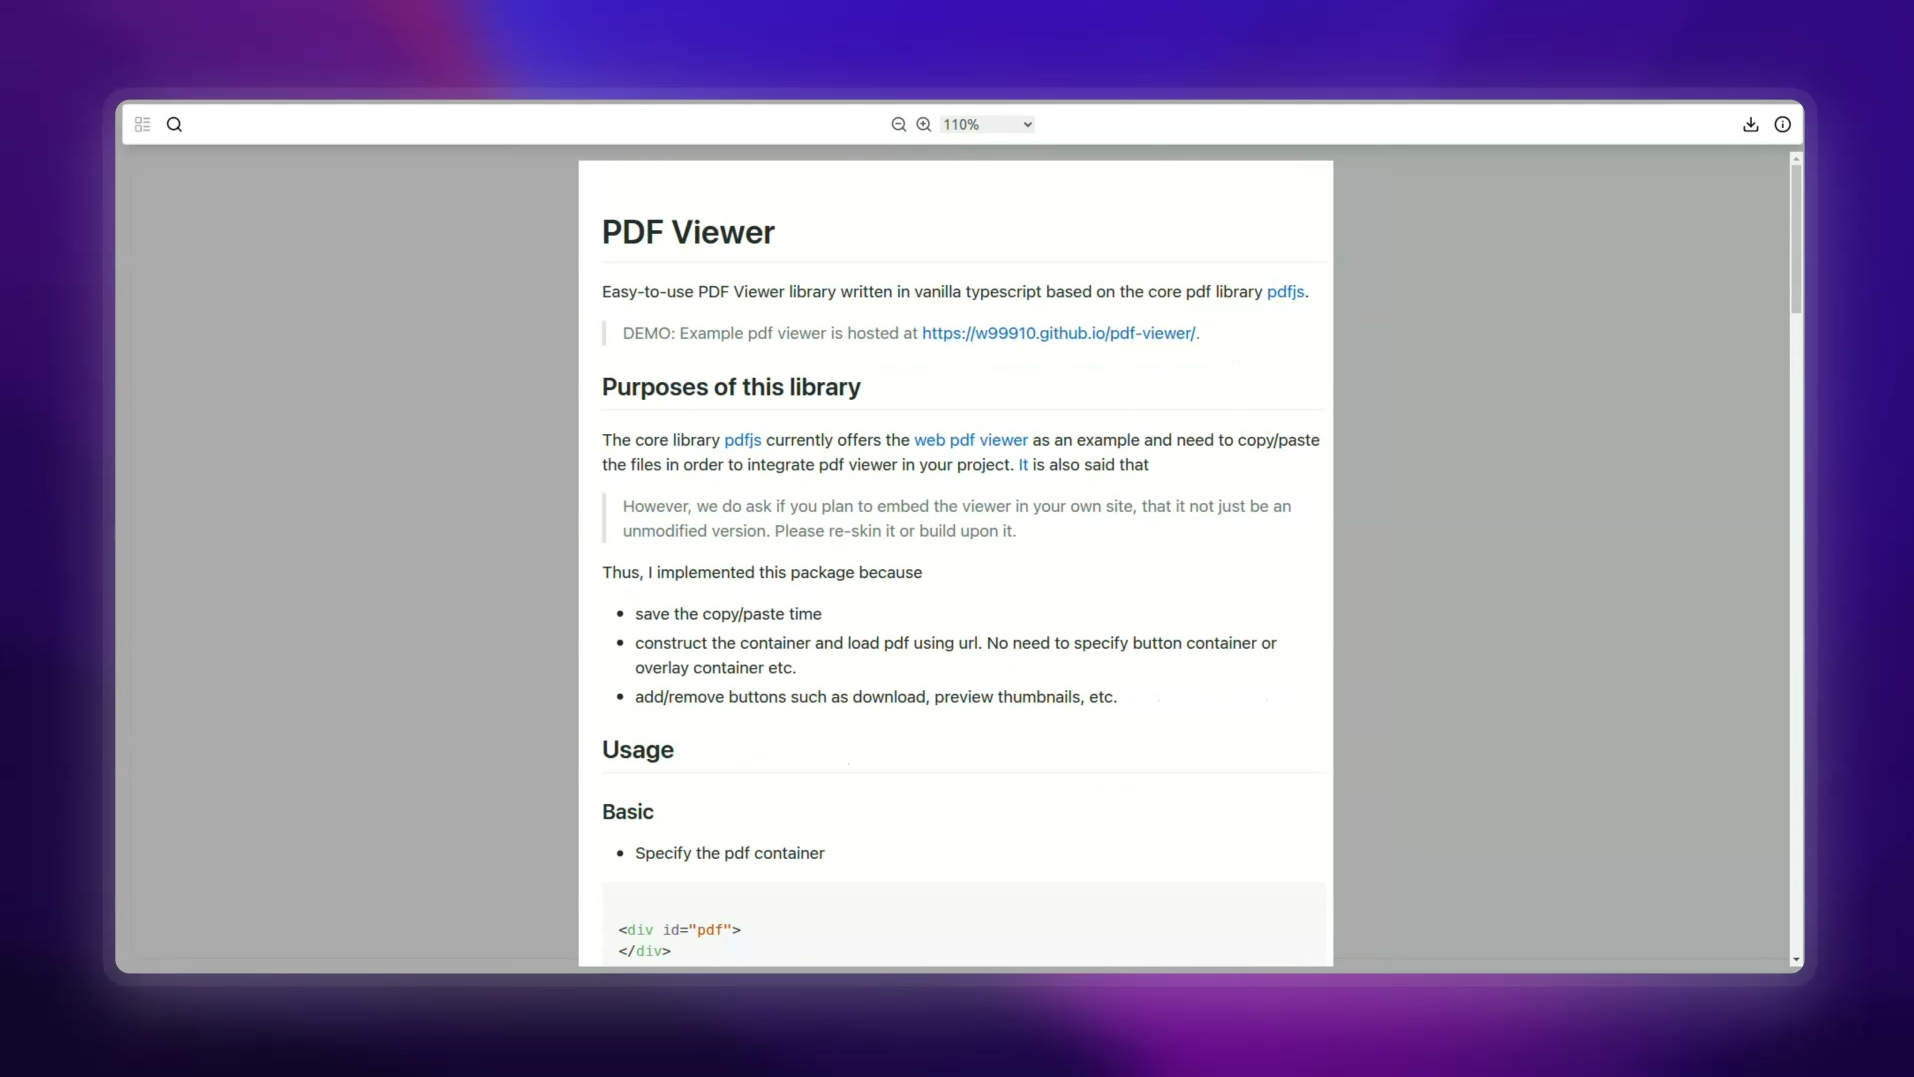 110%
PDF Viewer
Easy-to-use PDF Viewer library written in vanilla typescript based on the core pdf library pdfjs.
DEMO: Example pdf viewer is hosted at https://w99910.github.io/pdf-viewer/.
Purposes of this library
The core library pdfjs currently offers the web pdf viewer as an example and need to copy/paste
the files in order to integrate pdf viewer in your project. It is also said that
However, we do ask if you plan to embed the viewer in your own site, that it not just be an
unmodified version. Please re-skin it or build upon it.
Thus, I implemented this package because
• save the copy/paste time
• construct the container and load pdf using url. No need to specify button container or
overlay container etc.
• add/remove buttons such as download, preview thumbnails, etc.
Usage
Basic
• Specify the pdf container
<div id="pdf">
</div>